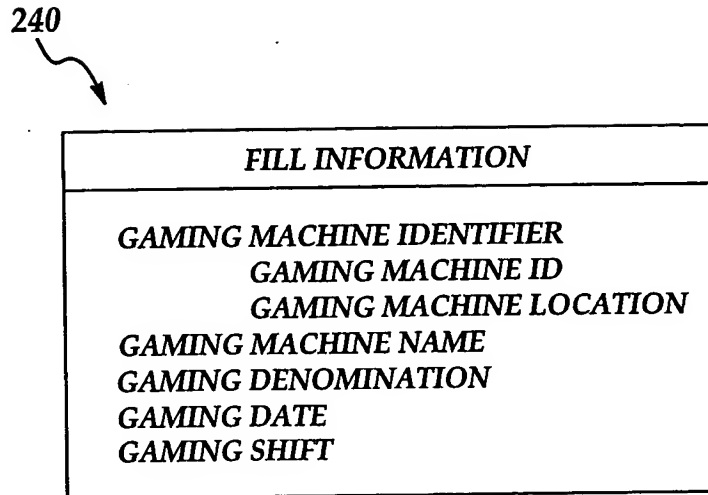 240
FILL INFORMATION
GAMING MACHINE IDENTIFIER
GAMING MACHINE ID
GAMING MACHINE LOCATION
GAMING MACHINE NAME
GAMING DENOMINATION
GAMING DATE
GAMING SHIFT